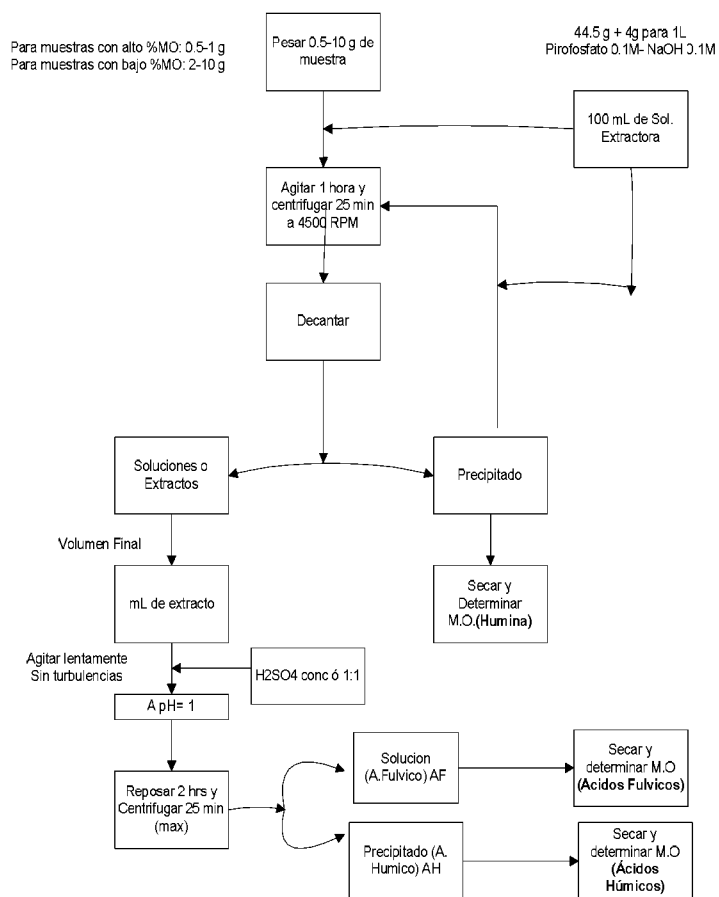 Para muestras con alto %MO: 0.5-1 g
Para muestras con bajo %MO: 2-10 g
Pesar 0.5-10 g de
muestra
44.5 g + 4g para 1L
Pirofosfato 0.1M- NaOH 0.1M
100 mL de Sol.
Extractora
Agitar 1 hora y
centrifugar 25 min
a 4500 RPM
Decantar
Soluciones o
Extractos
Precipitado
Volumen Final
mL de extracto
Secar y
Determinar
M.O.(Humina)
Agitar lentamente
Sin turbulencias
H2SO4 conc ó 1:1
A pH= 1
Reposar 2 hrs y
Centrifugar 25 min
(max)
Solucion
(A.Fulvico) AF
Secar y
determinar M.O
(Ácidos Fulvicos)
Precipitado (A.
Humico) AH
Secar y
determinar M.O
(Ácidos
Húmicos)